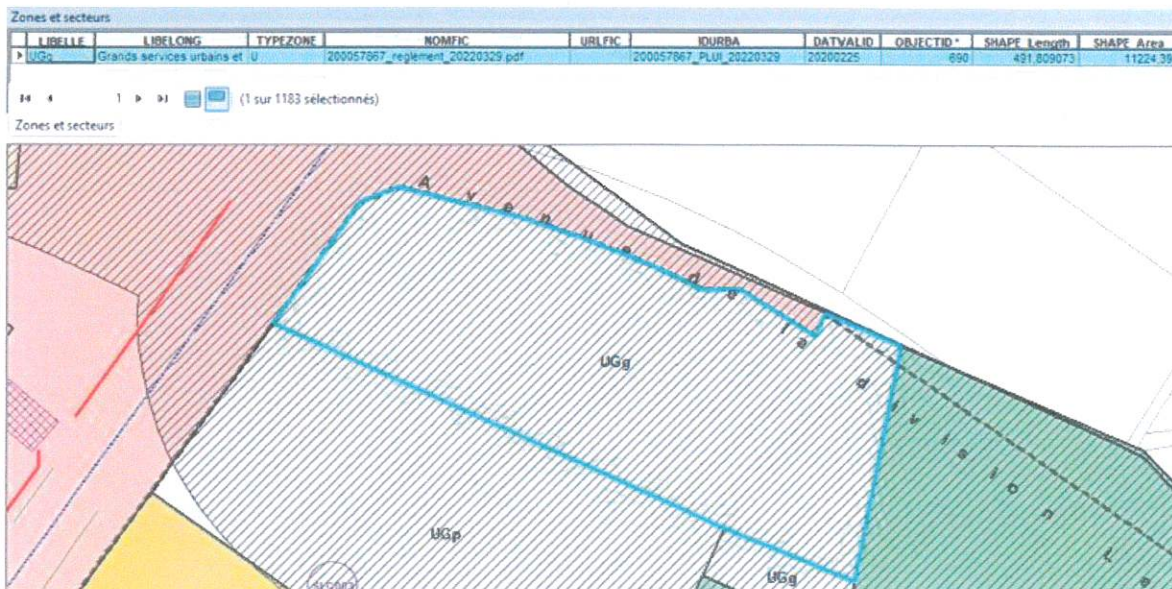 Zones et secteurs
LIBELLE LIBELONG TYPEZONE NOMFIC URLFIC IDURBA DATVALID OBJECTID * SHAPE_Length SHAPE_Area
UGg Grands services urbains et U 200057867_reglement_20220329.pdf 200057867_PLUI_20220329 20200225 690 491,809073 11224,39
1 (1 sur 1183 sélectionnés)
Zones et secteurs
Avenue de la division Le
UGg
UGp
UGg